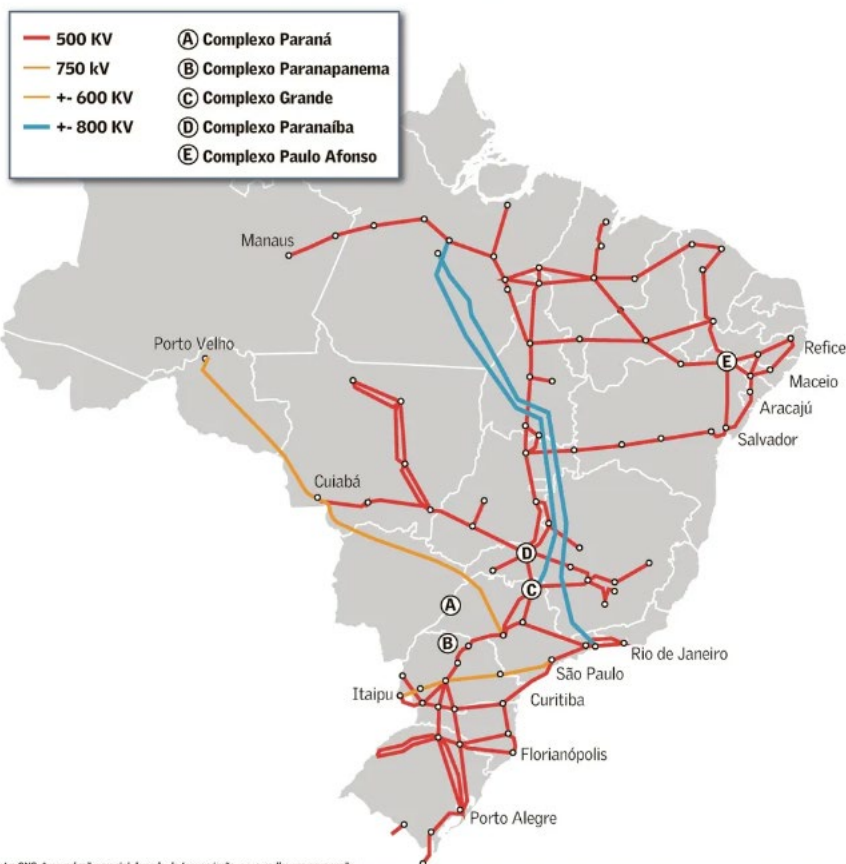 500 KV
750 kV
+- 600 KV
+- 800 KV
A Complexo Paraná
B Complexo Paranapanema
C Complexo Grande
D Complexo Paranaíba
E Complexo Paulo Afonso
Manaus
Porto Velho
Refice
E
Maceio
Aracajú
Salvador
Cuiabá
D
C
A
B
Rio de Janeiro
São Paulo
Itaipu
Curitiba
Florianópolis
Porto Alegre